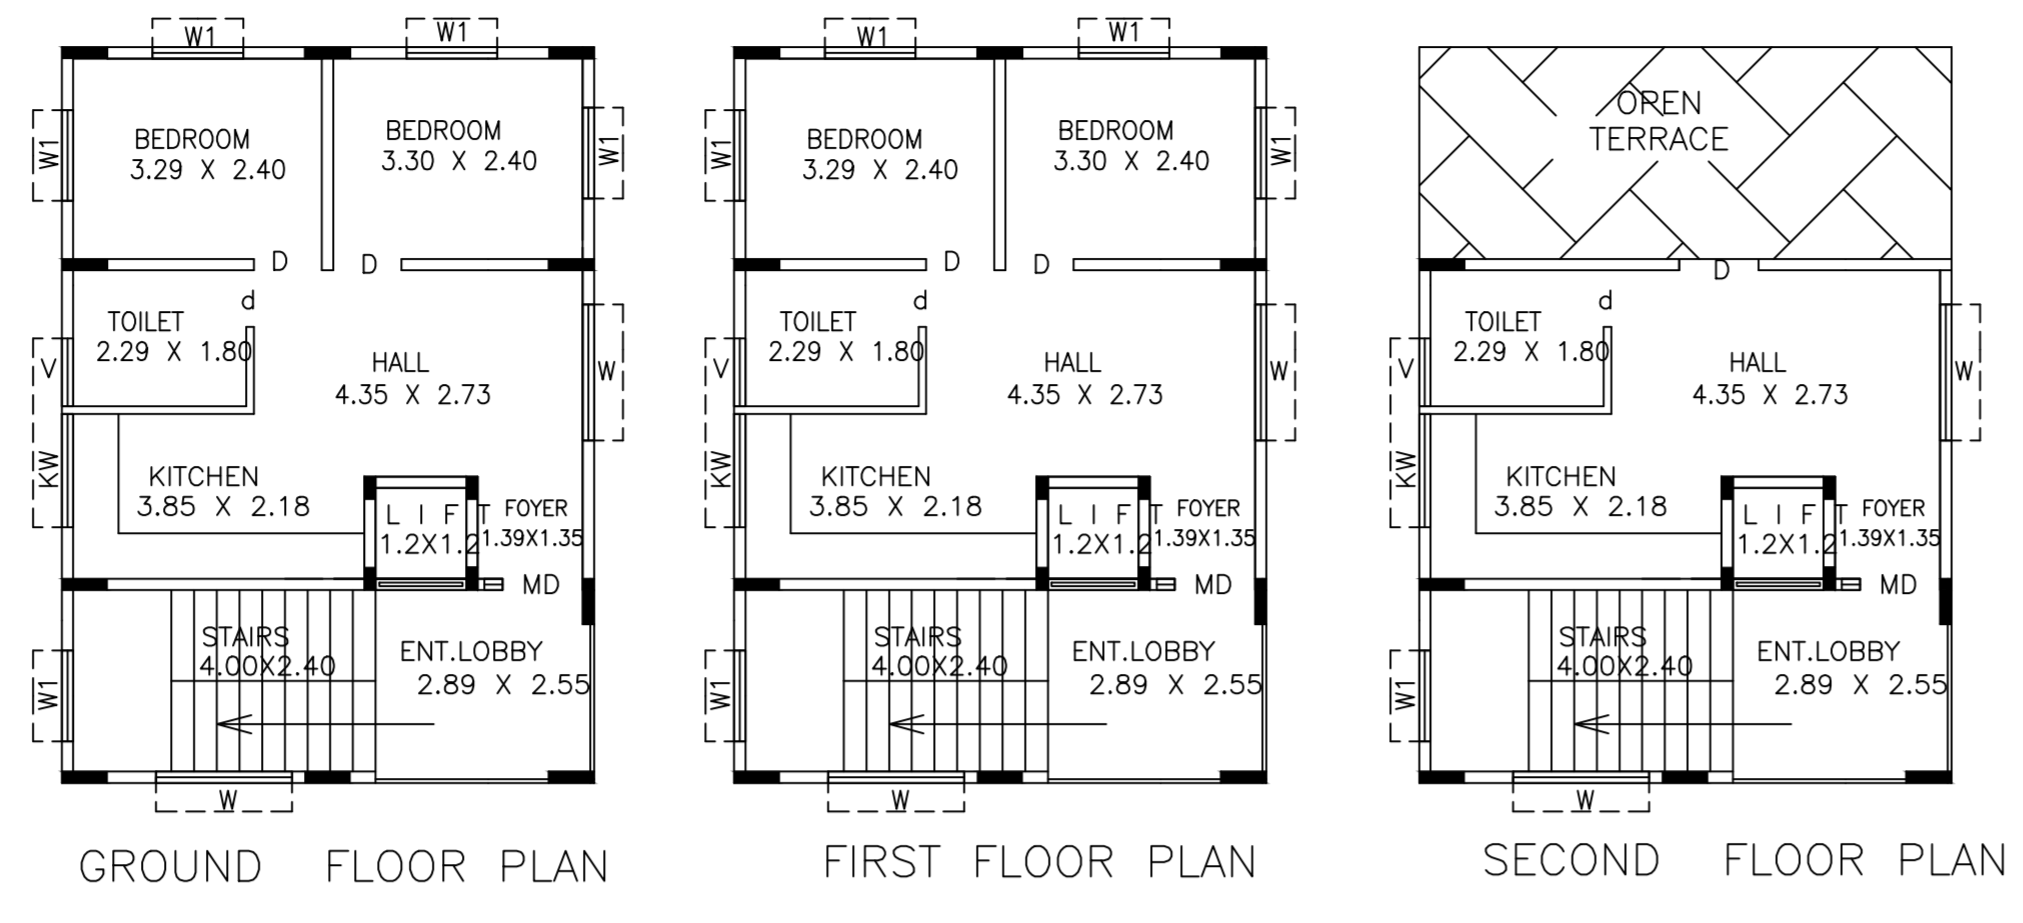 W1
W1
W1
BEDROOM
3.29 X 2.40
BEDROOM
3.30 X 2.40
W1
D
D
d
TOILET
2.29 X 1.80
V
HALL
4.35 X 2.73
W
KW
KITCHEN
3.85 X 2.18
LIFT
1.2X1.2
FOYER
1.39X1.35
MD
STAIRS
4.00X2.40
ENT.LOBBY
2.89 X 2.55
W1
W
GROUND FLOOR PLAN
W1
W1
W1
BEDROOM
3.29 X 2.40
BEDROOM
3.30 X 2.40
W1
D
D
d
TOILET
2.29 X 1.80
V
HALL
4.35 X 2.73
W
KW
KITCHEN
3.85 X 2.18
LIFT
1.2X1.2
FOYER
1.39X1.35
MD
STAIRS
4.00X2.40
ENT.LOBBY
2.89 X 2.55
W1
W
FIRST FLOOR PLAN
OPEN
TERRACE
D
d
TOILET
2.29 X 1.80
V
HALL
4.35 X 2.73
W
KW
KITCHEN
3.85 X 2.18
LIFT
1.2X1.2
FOYER
1.39X1.35
MD
STAIRS
4.00X2.40
ENT.LOBBY
2.89 X 2.55
W1
W
SECOND FLOOR PLAN